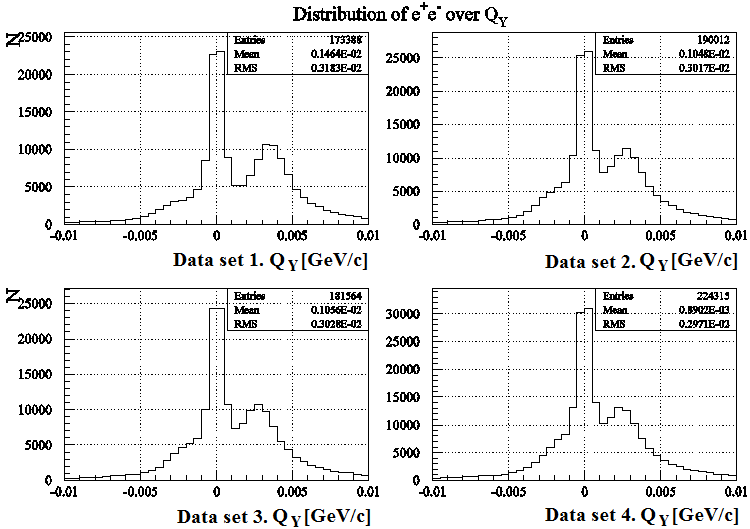 Distribution of e+e- over QY
N
25000
20000
15000
10000
5000
0
-0.01 -0.005 0 0.005 0.01
Entries 173388
Mean 0.1464E-02
RMS 0.3183E-02
Data set 1. QY [GeV/c]
25000
20000
15000
10000
5000
0
-0.01 -0.005 0 0.005 0.01
Entries 190012
Mean 0.1048E-02
RMS 0.3017E-02
Data set 2. QY [GeV/c]
N
25000
20000
15000
10000
5000
0
-0.01 -0.005 0 0.005 0.01
Entries 181564
Mean 0.1056E-02
RMS 0.3028E-02
Data set 3. QY [GeV/c]
30000
25000
20000
15000
10000
5000
0
-0.01 -0.005 0 0.005 0.01
Entries 224315
Mean 0.8902E-03
RMS 0.2971E-02
Data set 4. QY [GeV/c]